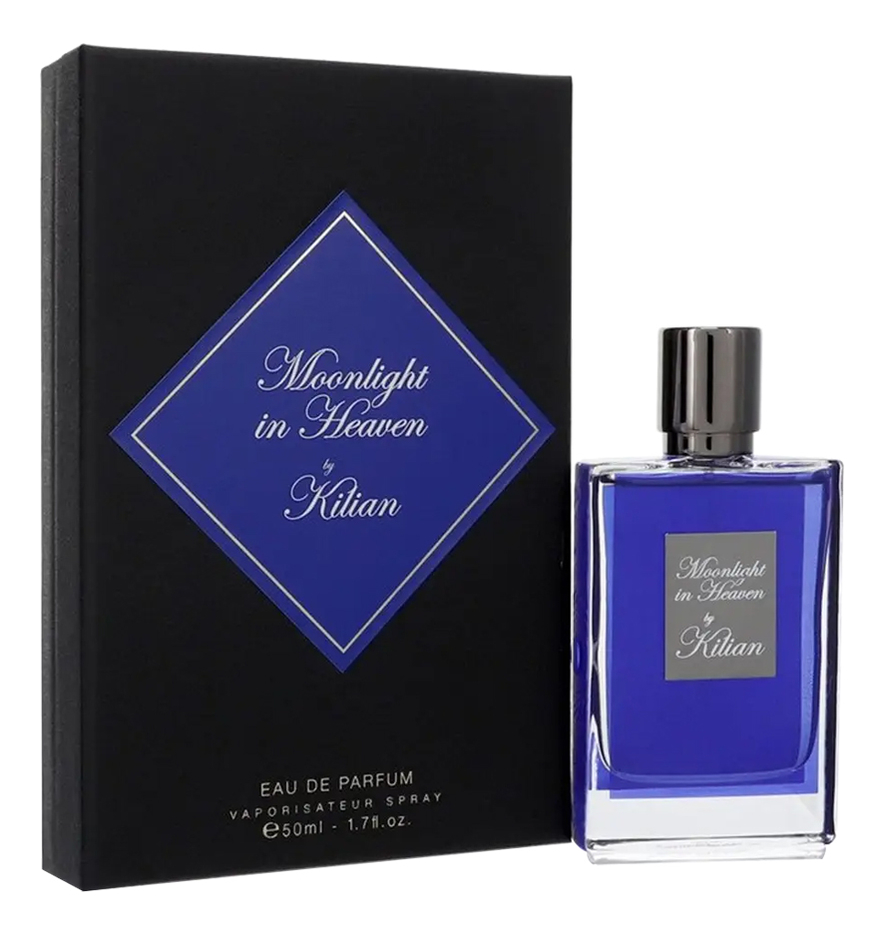 Moonlight
in Heaven
by
Kilian
EAU DE PARFUM
VAPORISATEUR SPRAY
℮50ml - 1.7fl.oz.
Moonlight
in Heaven
by
Kilian